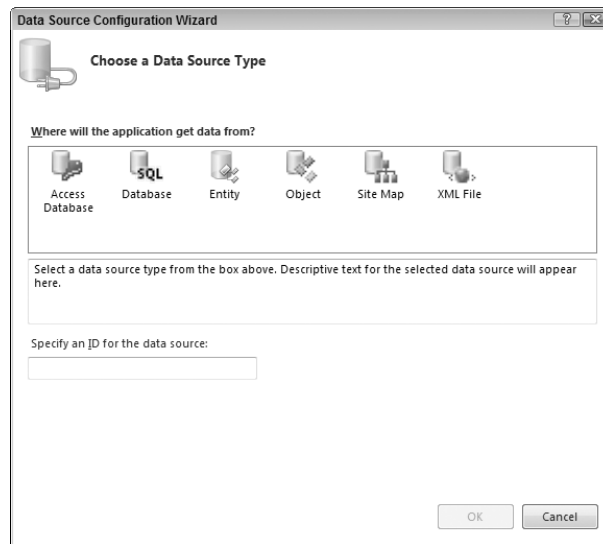 Data Source Configuration Wizard
?
Choose a Data Source Type
Where will the application get data from?
SQL
Access Database
Database
Entity
Object
Site Map
XML File
Select a data source type from the box above. Descriptive text for the selected data source will appear
here.
Specify an ID for the data source:
OK
Cancel